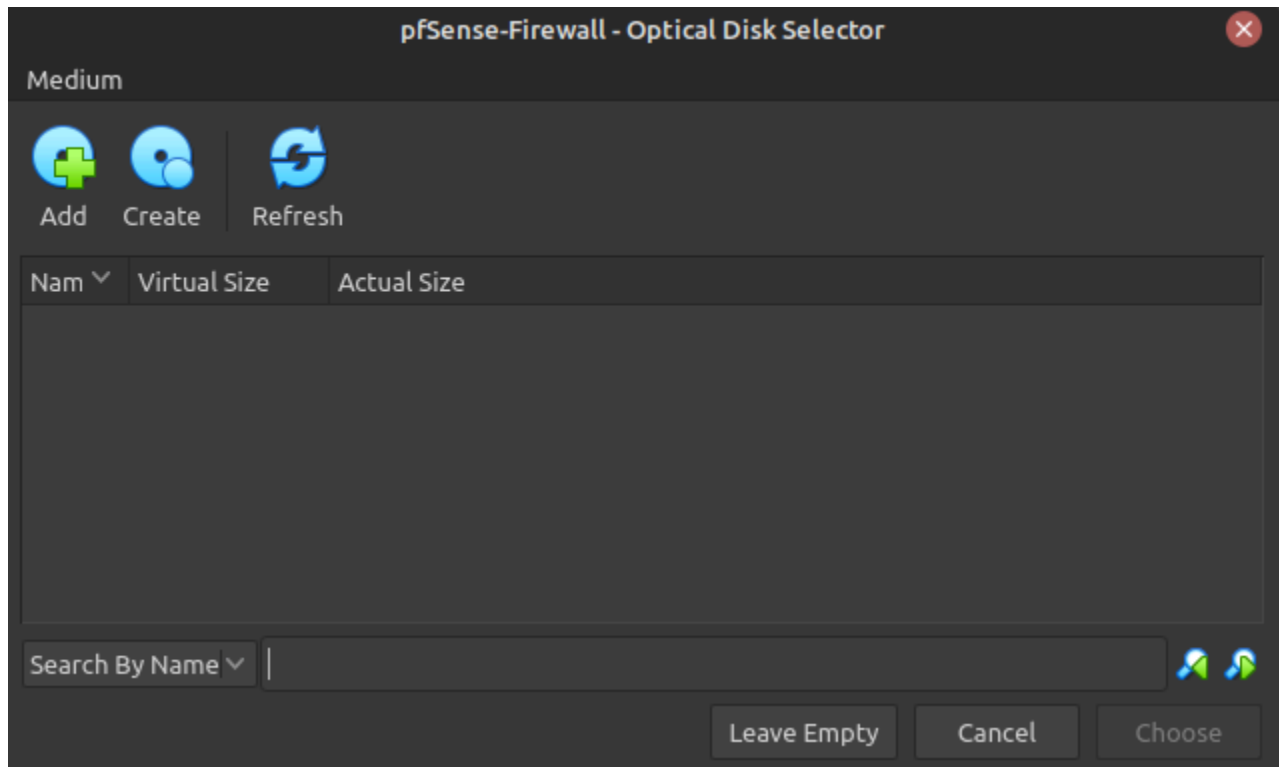 pfSense-Firewall - Optical Disk Selector
Medium
Add Create Refresh
Nam Virtual Size Actual Size
Search By Name
Leave Empty Cancel Choose